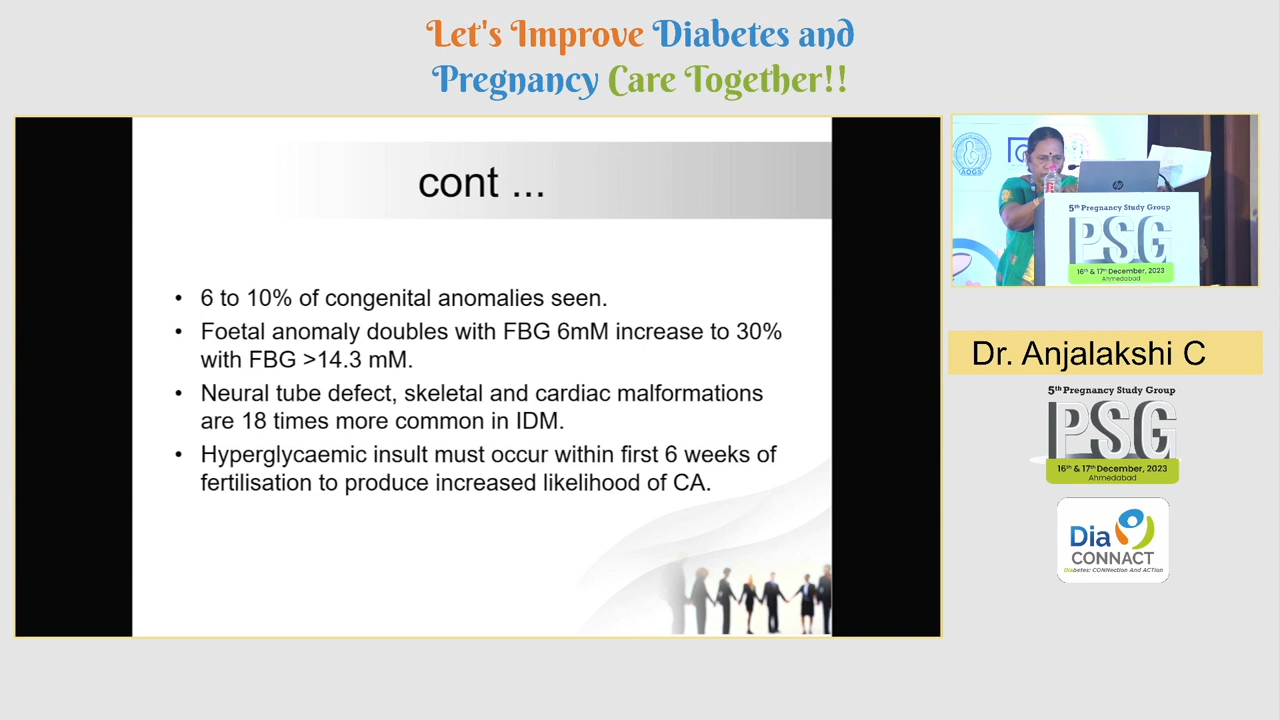 Let's Improve Diabetes and
Pregnancy Care Together!!
cont ...
• 6 to 10% of congenital anomalies seen.
• Foetal anomaly doubles with FBG 6mM increase to 30%
with FBG >14.3 mM.
• Neural tube defect, skeletal and cardiac malformations
are 18 times more common in IDM.
• Hyperglycaemic insult must occur within first 6 weeks of
fertilisation to produce increased likelihood of CA.
AOGS
hp
5th Pregnancy Study Group
PSG
16th & 17th December, 2023
Ahmedabad
Dr. Anjalakshi C
5th Pregnancy Study Group
PSG
16th & 17th December, 2023
Ahmedabad
Dia
CONNACT
Diabetes: CONNection And ACTion